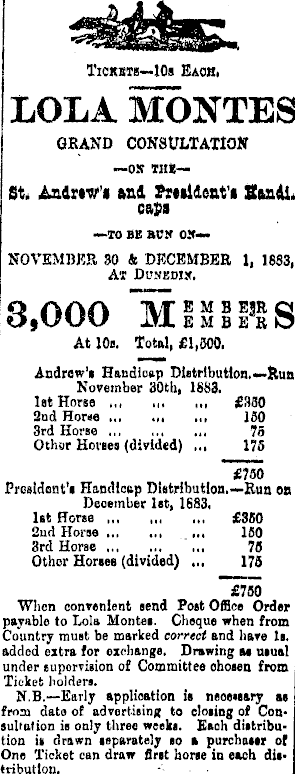 TICKETS—10s EACH.
LOLA MONTES
GRAND CONSULTATION
—ON THE—
St. Andrew's and President's Handi-
caps
—TO BE RUN ON—
NOVEMBER 30 & DECEMBER 1, 1883,
AT DUNEDIN.
3,000 MEMBERS MEMBERS
At 10s. Total, £1,500.
Andrew's Handicap Distribution.—Run
November 30th, 1883.
1st Horse ... ... ... £350
2nd Horse ... ... ... 150
3rd Horse ... ... ... 75
Other Horses (divided) ... 175
£750
President's Handicap Distribution.—Run on
December 1st, 1883.
1st Horse ... ... ... £350
2nd Horse ... ... ... 150
3rd Horse ... ... ... 75
Other Horses (divided) ... 175
£750
When convenient send Post Office Order
payable to Lola Montes. Cheque when from
Country must be marked correct and have 1s.
added extra for exchange. Drawing as usual
under supervision of Committee chosen from
Ticket holders.
N.B.—Early application is necessary as
from date of advertising to closing of Con-
sultation is only three weeks. Each distribu-
tion is drawn separately so a purchaser of
One Ticket can draw first horse in each dis-
tribution.